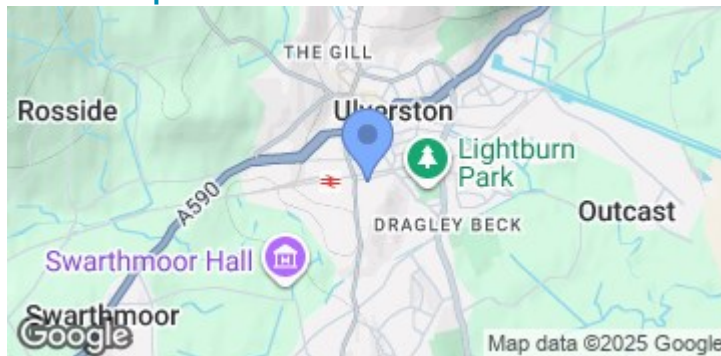 THE GILL
Rosside
Ulverston
Lightburn
Park
A590
DRAGLEY BECK
Outcast
Swarthmoor Hall
Swarthmoor
Google
Map data ©2025 Google